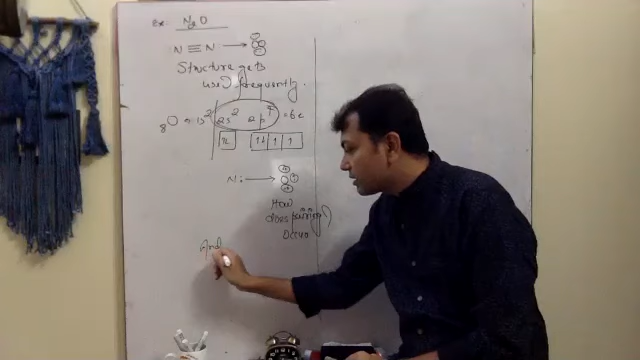 Ex: N2O
N ≡ N →
Structure gets
used frequently.
8O = 1s² 2s² 2p⁴ = 6e
N: →
How
does pairing
occur
And